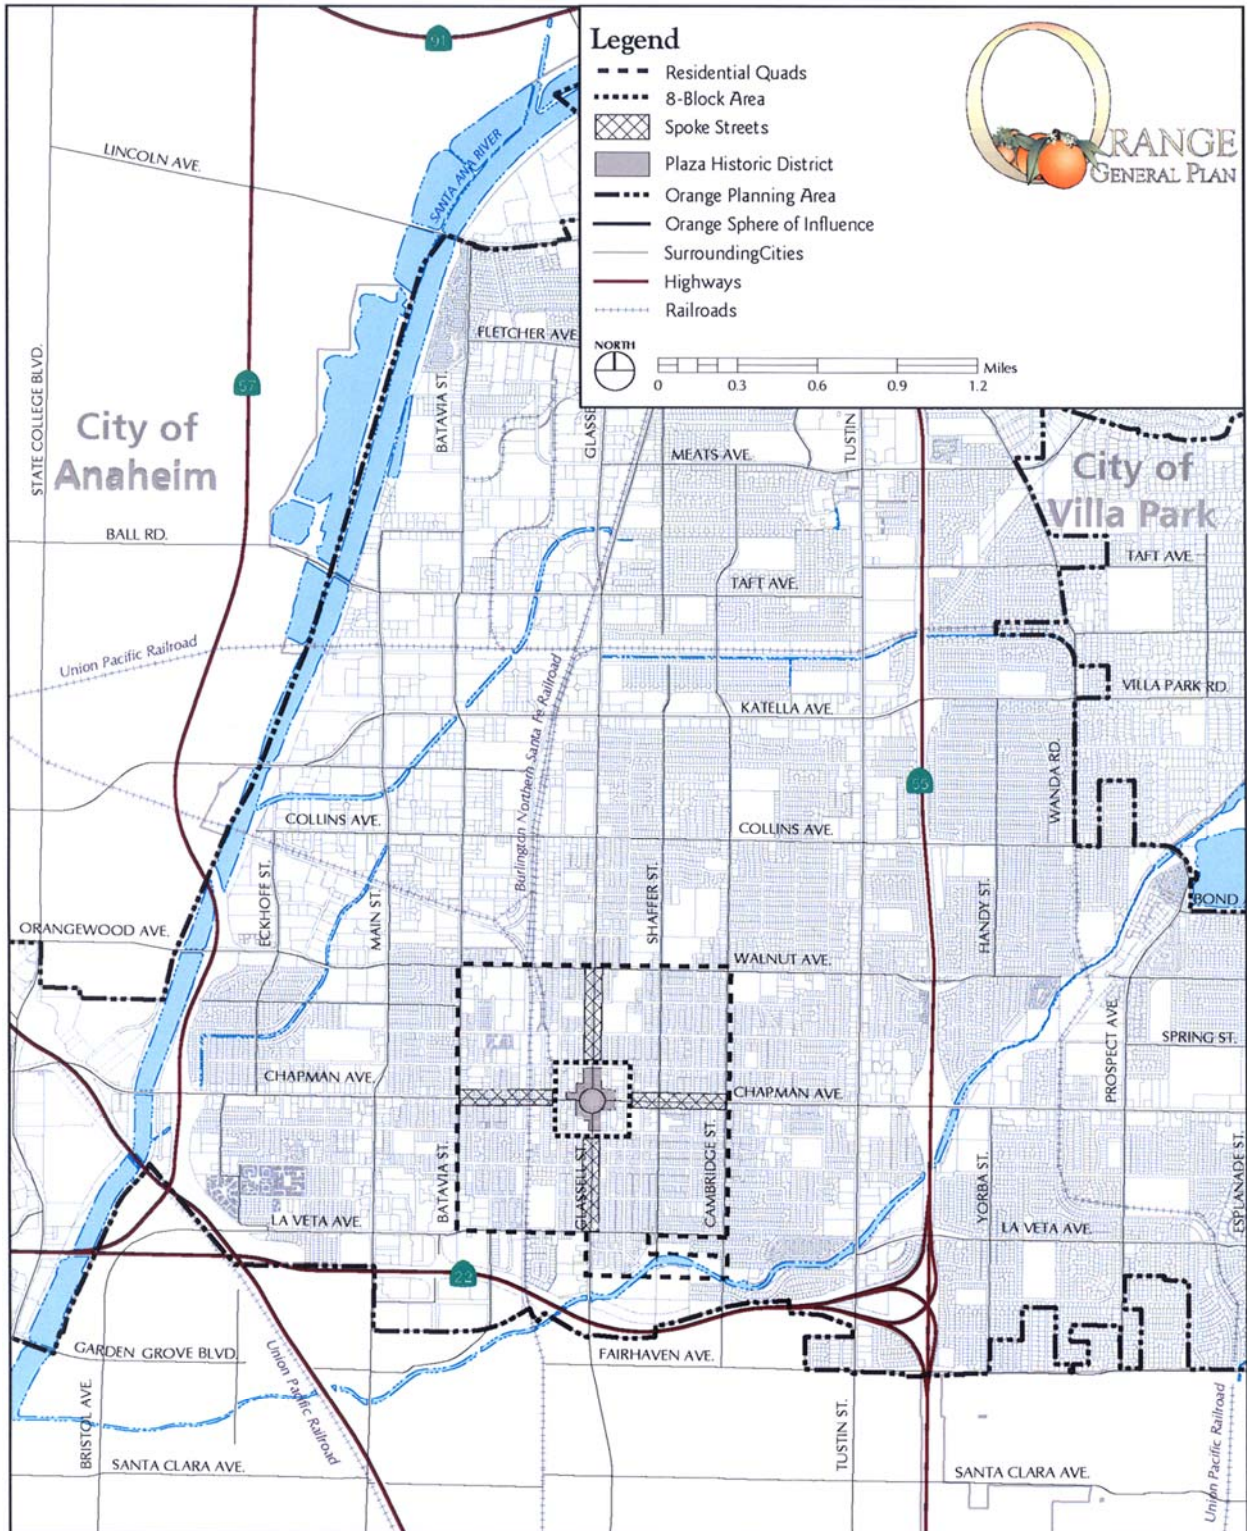 91
Legend
Residential Quads
8-Block Area
Spoke Streets
Plaza Historic District
Orange Planning Area
Orange Sphere of Influence
SurroundingCities
Highways
Railroads
NORTH
0 0.3 0.6 0.9 1.2
Miles
ORANGE
GENERAL PLAN
LINCOLN AVE.
SANTA ANA RIVER
FLETCHER AVE
STATE COLLEGE BLVD.
57
BATAVIA ST.
GLASSE
TUSTIN
City of
Anaheim
MEATS AVE.
City of
Villa Park
BALL RD.
TAFT AVE.
TAFT AVE.
Union Pacific Railroad
Burlington Northern Santa Fe Railroad
VILLA PARK RD.
KATELLA AVE.
WANDA RD.
55
COLLINS AVE.
COLLINS AVE.
ECKHOFF ST.
MAIN ST.
SHAFFER ST.
HANDY ST.
BOND
ORANGEWOOD AVE.
WALNUT AVE.
PROSPECT AVE.
SPRING ST.
CHAPMAN AVE.
CHAPMAN AVE.
BATAVIA ST.
GLASSELL ST.
CAMBRIDGE ST.
YORBA ST.
ESPLANADE ST.
LA VETA AVE.
LA VETA AVE.
22
GARDEN GROVE BLVD.
Union Pacific Railroad
FAIRHAVEN AVE.
BRISTOL AVE.
TUSTIN ST.
Union Pacific Railroad
SANTA CLARA AVE.
SANTA CLARA AVE.